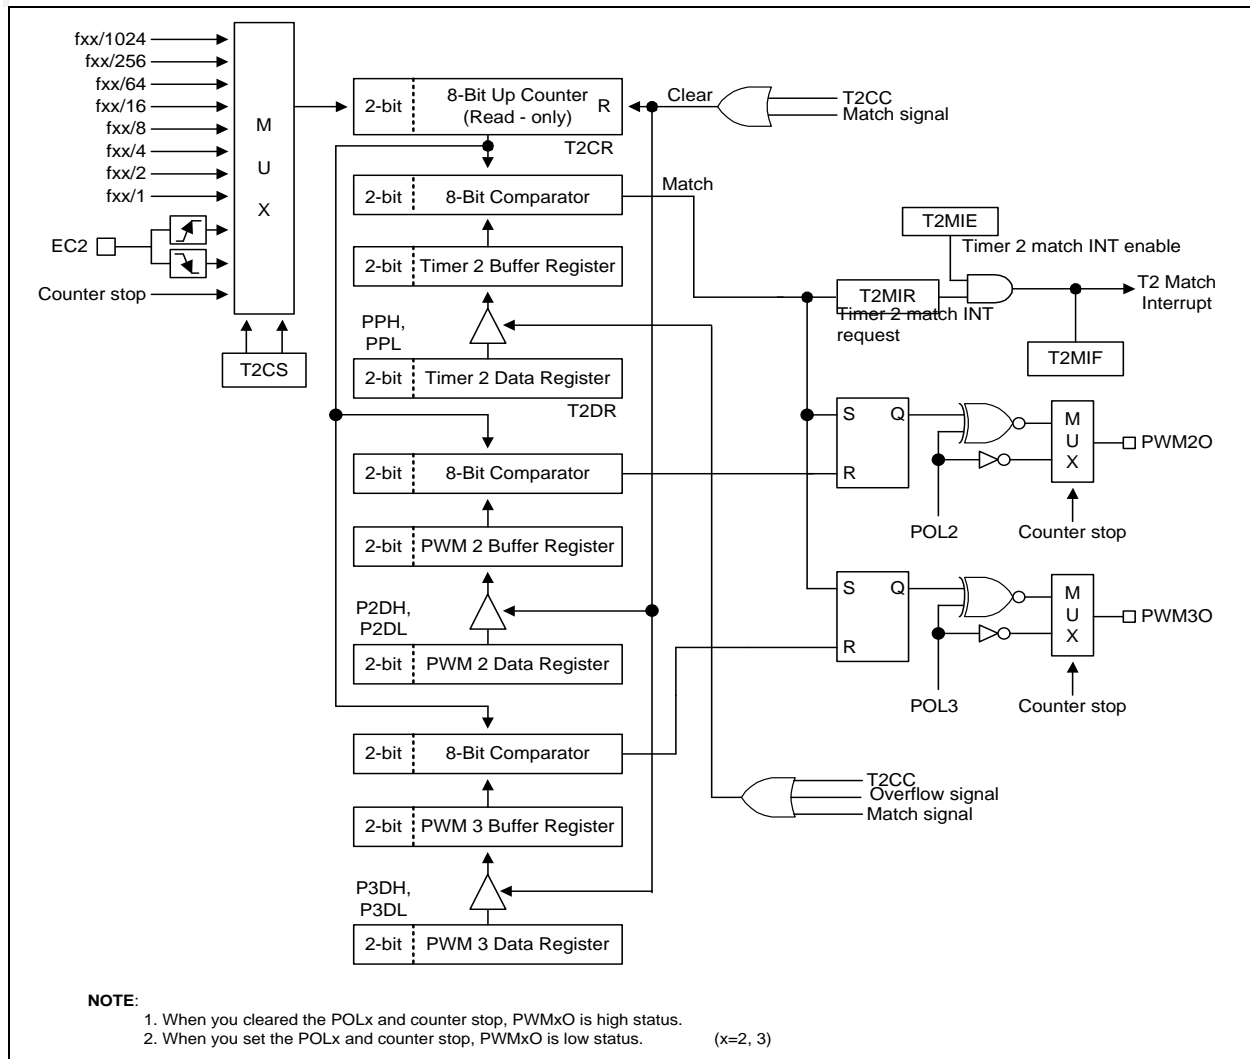 fxx/1024
fxx/256
fxx/64
fxx/16
fxx/8
fxx/4
fxx/2
fxx/1
EC2
Counter stop
M
U
X
T2CS
2-bit
8-Bit Up Counter
(Read - only)
R
T2CR
Clear
T2CC
Match signal
2-bit
8-Bit Comparator
Match
2-bit
Timer 2 Buffer Register
PPH,
PPL
2-bit
Timer 2 Data Register
T2DR
T2MIE
Timer 2 match INT enable
T2MIR
Timer 2 match INT
request
T2 Match
Interrupt
T2MIF
2-bit
8-Bit Comparator
2-bit
PWM 2 Buffer Register
P2DH,
P2DL
2-bit
PWM 2 Data Register
S
Q
R
POL2
M
U
X
PWM2O
Counter stop
S
Q
R
POL3
M
U
X
PWM3O
Counter stop
2-bit
8-Bit Comparator
2-bit
PWM 3 Buffer Register
P3DH,
P3DL
2-bit
PWM 3 Data Register
T2CC
Overflow signal
Match signal
NOTE:
1. When you cleared the POLx and counter stop, PWMxO is high status.
2. When you set the POLx and counter stop, PWMxO is low status. (x=2, 3)